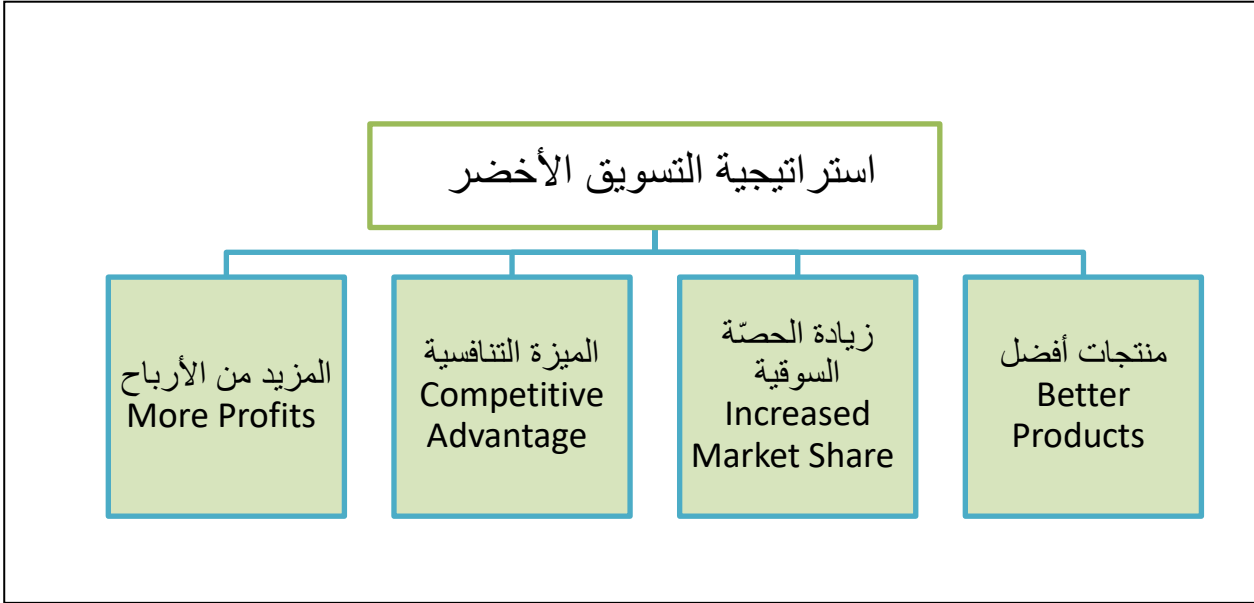 استراتيجية التسويق الأخضر
منتجات أفضل
Better
Products
زيادة الحصّة
السوقية
Increased
Market Share
الميزة التنافسية
Competitive
Advantage
المزيد من الأرباح
More Profits